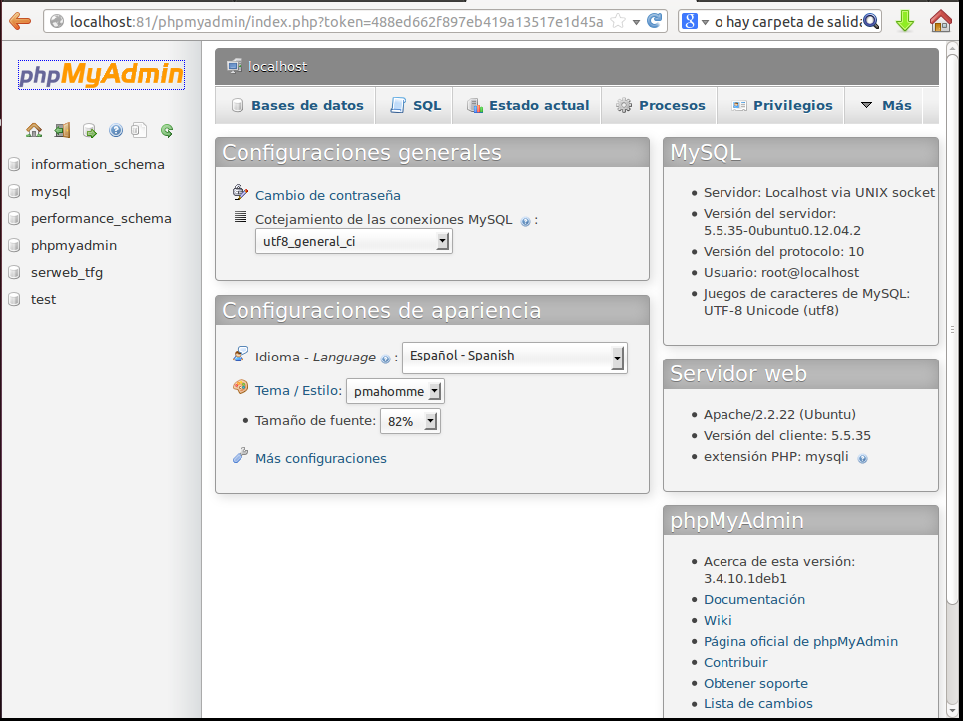 localhost:81/phpmyadmin/index.php?token=488ed662f897eb419a13517e1d45a
o hay carpeta de salida
phpMyAdmin
information_schema
mysql
performance_schema
phpmyadmin
serweb_tfg
test
localhost
Bases de datos
SQL
Estado actual
Procesos
Privilegios
Más
Configuraciones generales
Cambio de contraseña
Cotejamiento de las conexiones MySQL :
utf8_general_ci
Configuraciones de apariencia
Idioma - Language : Español - Spanish
Tema / Estilo: pmahomme
• Tamaño de fuente: 82%
Más configuraciones
MySQL
• Servidor: Localhost via UNIX socket
• Versión del servidor:
5.5.35-0ubuntu0.12.04.2
• Versión del protocolo: 10
• Usuario: root@localhost
• Juegos de caracteres de MySQL:
UTF-8 Unicode (utf8)
Servidor web
• Apache/2.2.22 (Ubuntu)
• Versión del cliente: 5.5.35
• extensión PHP: mysqli
phpMyAdmin
• Acerca de esta versión:
3.4.10.1deb1
• Documentación
• Wiki
• Página oficial de phpMyAdmin
• Contribuir
• Obtener soporte
• Lista de cambios